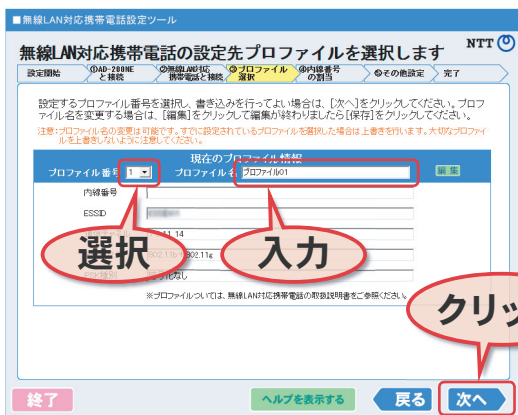 ■無線LAN対応携帯電話設定ツール
無線LAN対応携帯電話の設定先プロファイルを選択します
NTT
設定開始
①AD-200NE
と接続
②無線LAN対応
携帯電話と接続
③プロファイル
選択
④内線番号
の割当
⑤その他設定
完了
設定するプロファイル番号を選択し、書き込みを行ってよい場合は、[次へ]をクリックしてください。プロフ
ァイル名を変更する場合は、[編集]をクリックして編集が終わりましたら[保存]をクリックしてください。
注意:プロファイル名の変更は可能です。すでに設定されているプロファイルを選択した場合は上書きを行います。大切なプロファイ
ルを上書きしないように注意してください。
現在のプロファイル情報
プロファイル番号 1
プロファイル名 プロファイル01
編集
内線番号
ESSID
11, 14
802.11g
なし
選択
入力
※プロファイルについては、無線LAN対応携帯電話の取扱説明書をご参照ください。
クリッ
終了
ヘルプを表示する
戻る
次へ